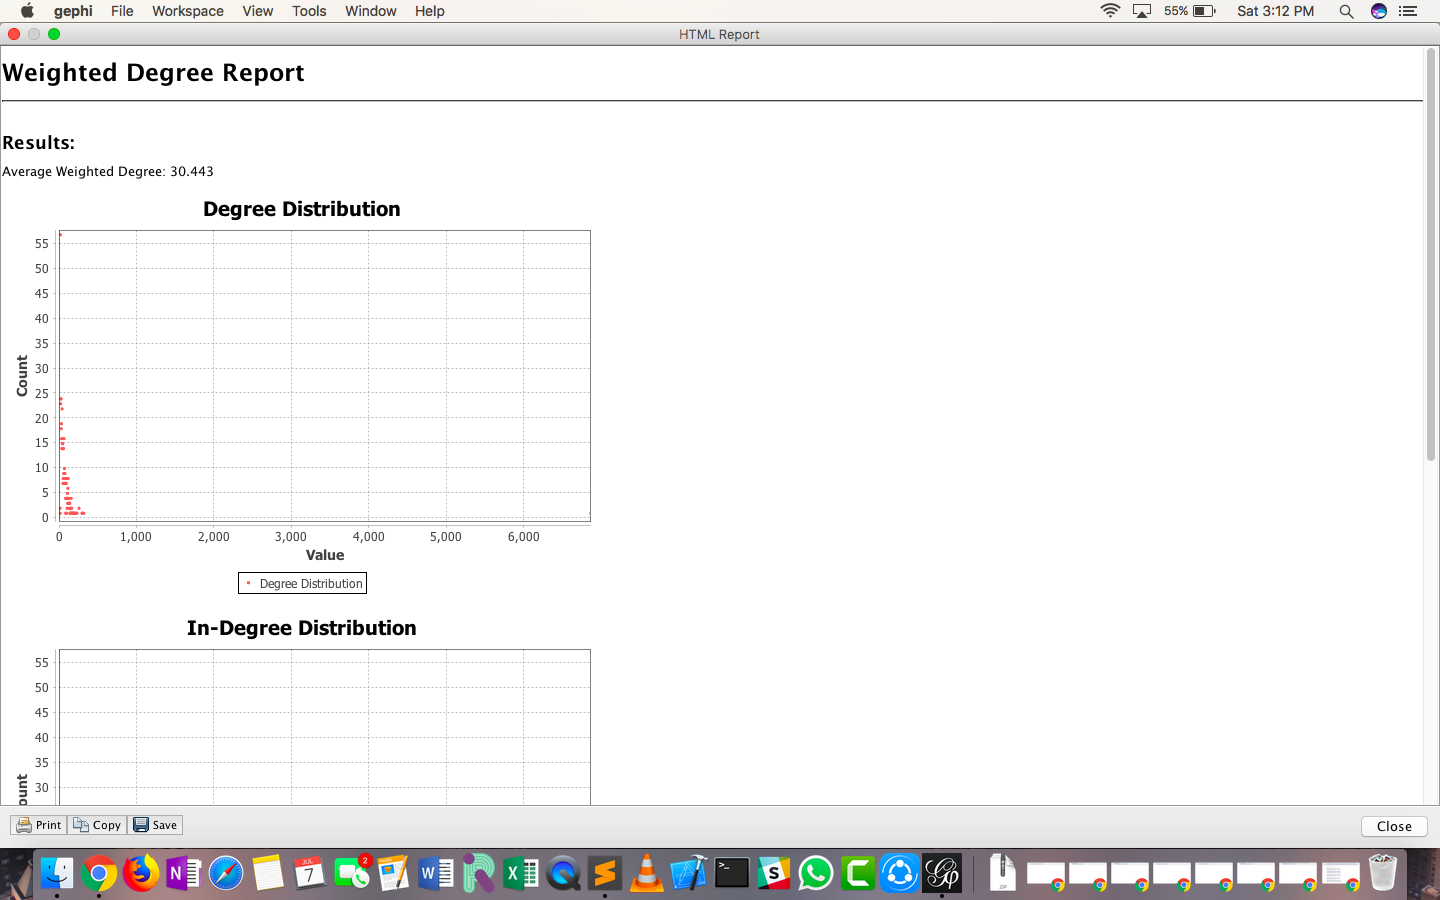 gephi File Workspace View Tools Window Help 55% Sat 3:12 PM
HTML Report
Weighted Degree Report
Results:
Average Weighted Degree: 30.443
Degree Distribution
55
50
45
40
35
30
25
20
15
10
5
0
Count
0 1,000 2,000 3,000 4,000 5,000 6,000
Value
Degree Distribution
In-Degree Distribution
55
50
45
40
35
30
ount
Print Copy Save Close
JUL
7
2
N
W
X
S
C
Gp
ZIP